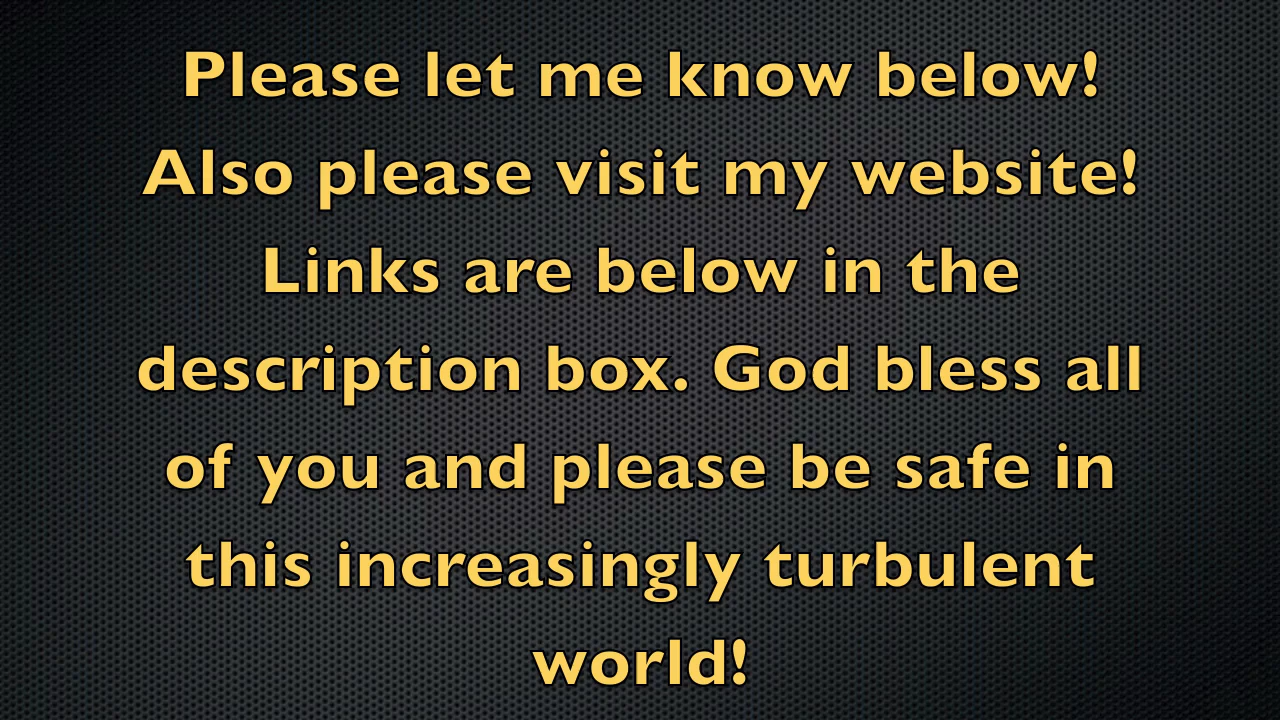 Please let me know below!
Also please visit my website!
Links are below in the
description box. God bless all
of you and please be safe in
this increasingly turbulent
world!